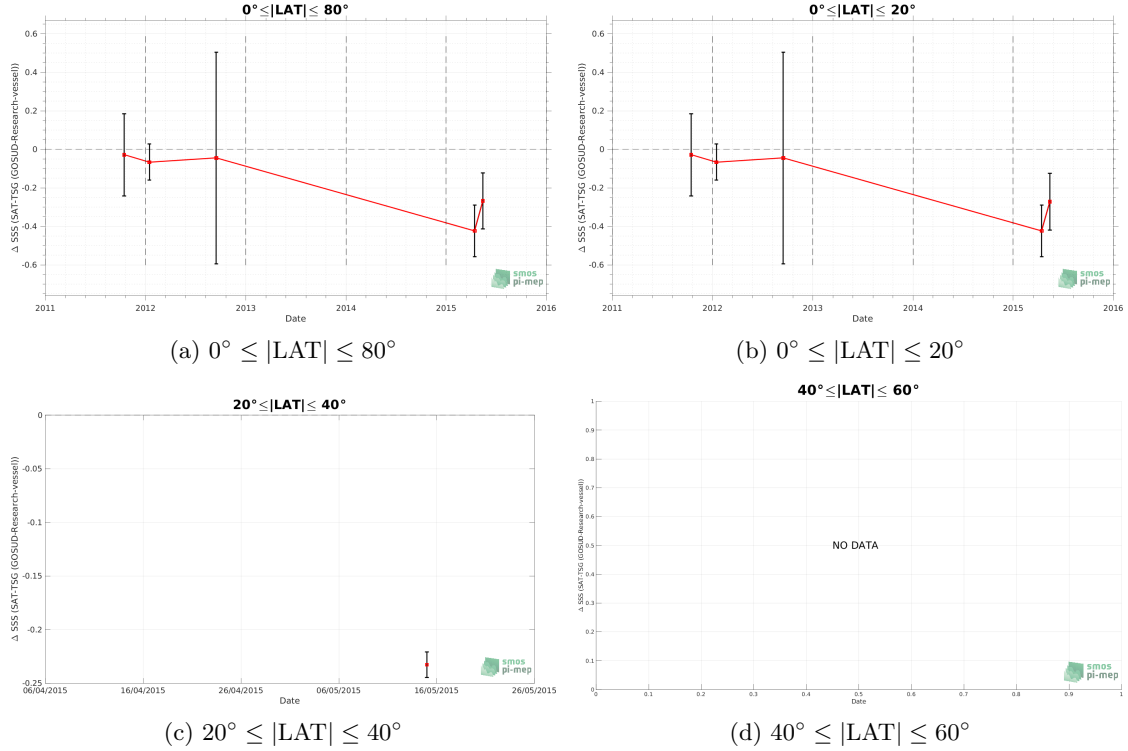 0°≤|LAT|≤ 80°
0.6
0.4
0.2
0
-0.2
-0.4
-0.6
Δ SSS (SAT-TSG (GOSUD-Research-vessel))
2011
2012
2013
2014
2015
2016
Date
smos
pi-mep
(a) 0° ≤ |LAT| ≤ 80°
0°≤|LAT|≤ 20°
0.6
0.4
0.2
0
-0.2
-0.4
-0.6
Δ SSS (SAT-TSG (GOSUD-Research-vessel))
2011
2012
2013
2014
2015
2016
Date
smos
pi-mep
(b) 0° ≤ |LAT| ≤ 20°
20°≤|LAT|≤ 40°
0
-0.05
-0.1
-0.15
-0.2
-0.25
Δ SSS (SAT-TSG (GOSUD-Research-vessel))
06/04/2015
16/04/2015
26/04/2015
06/05/2015
16/05/2015
26/05/2015
Date
smos
pi-mep
(c) 20° ≤ |LAT| ≤ 40°
40°≤|LAT|≤ 60°
1
0.9
0.8
0.7
0.6
0.5
0.4
0.3
0.2
0.1
0
Δ SSS (SAT-TSG (GOSUD-Research-vessel))
NO DATA
0
0.1
0.2
0.3
0.4
0.5
0.6
0.7
0.8
0.9
1
Date
smos
pi-mep
(d) 40° ≤ |LAT| ≤ 60°